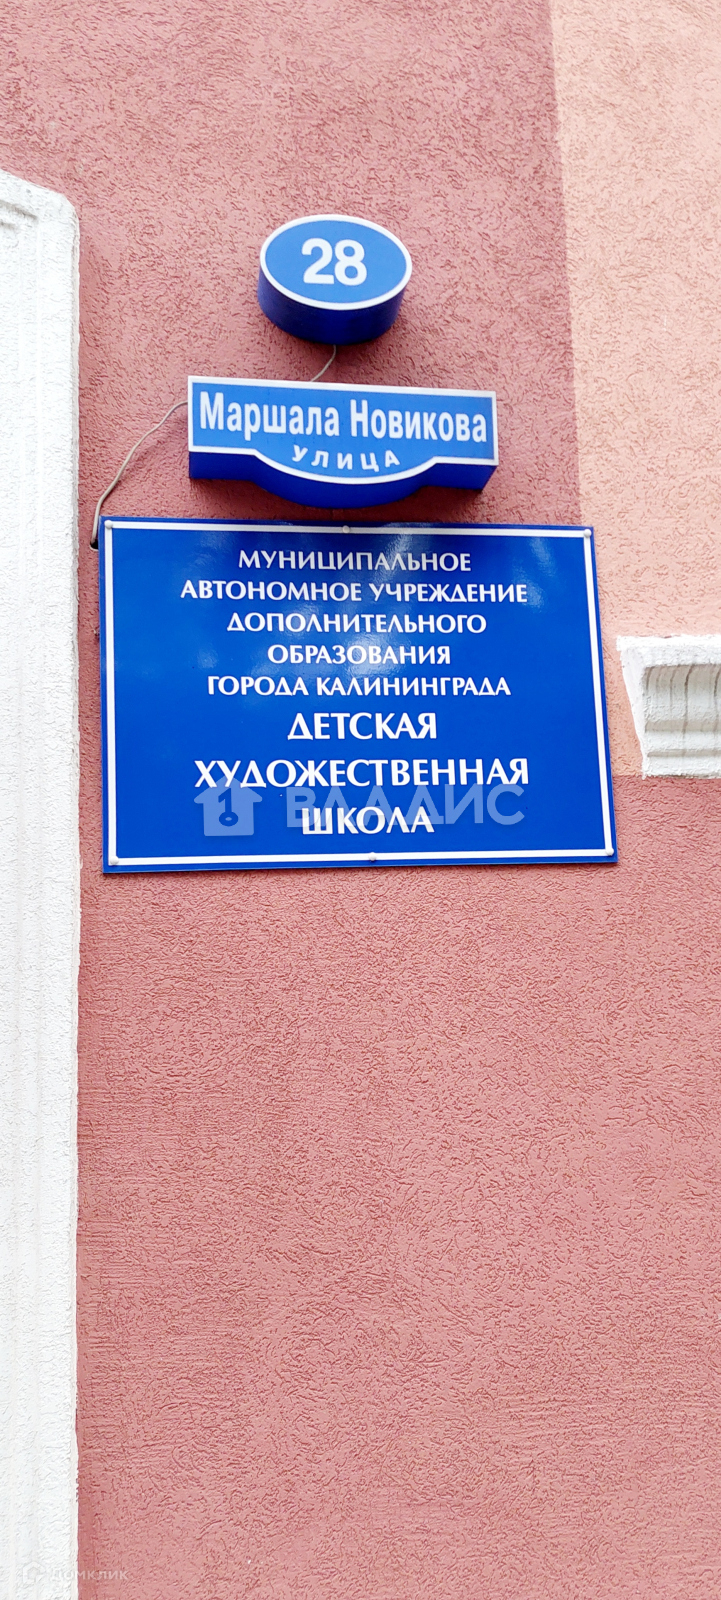 28
Маршала Новикова
УЛИЦА
МУНИЦИПАЛЬНОЕ
АВТОНОМНОЕ УЧРЕЖДЕНИЕ
ДОПОЛНИТЕЛЬНОГО
ОБРАЗОВАНИЯ
ГОРОДА КАЛИНИНГРАДА
ДЕТСКАЯ
ХУДОЖЕСТВЕННАЯ
ВЛАДИС
ШКОЛА
ДОМКЛИК